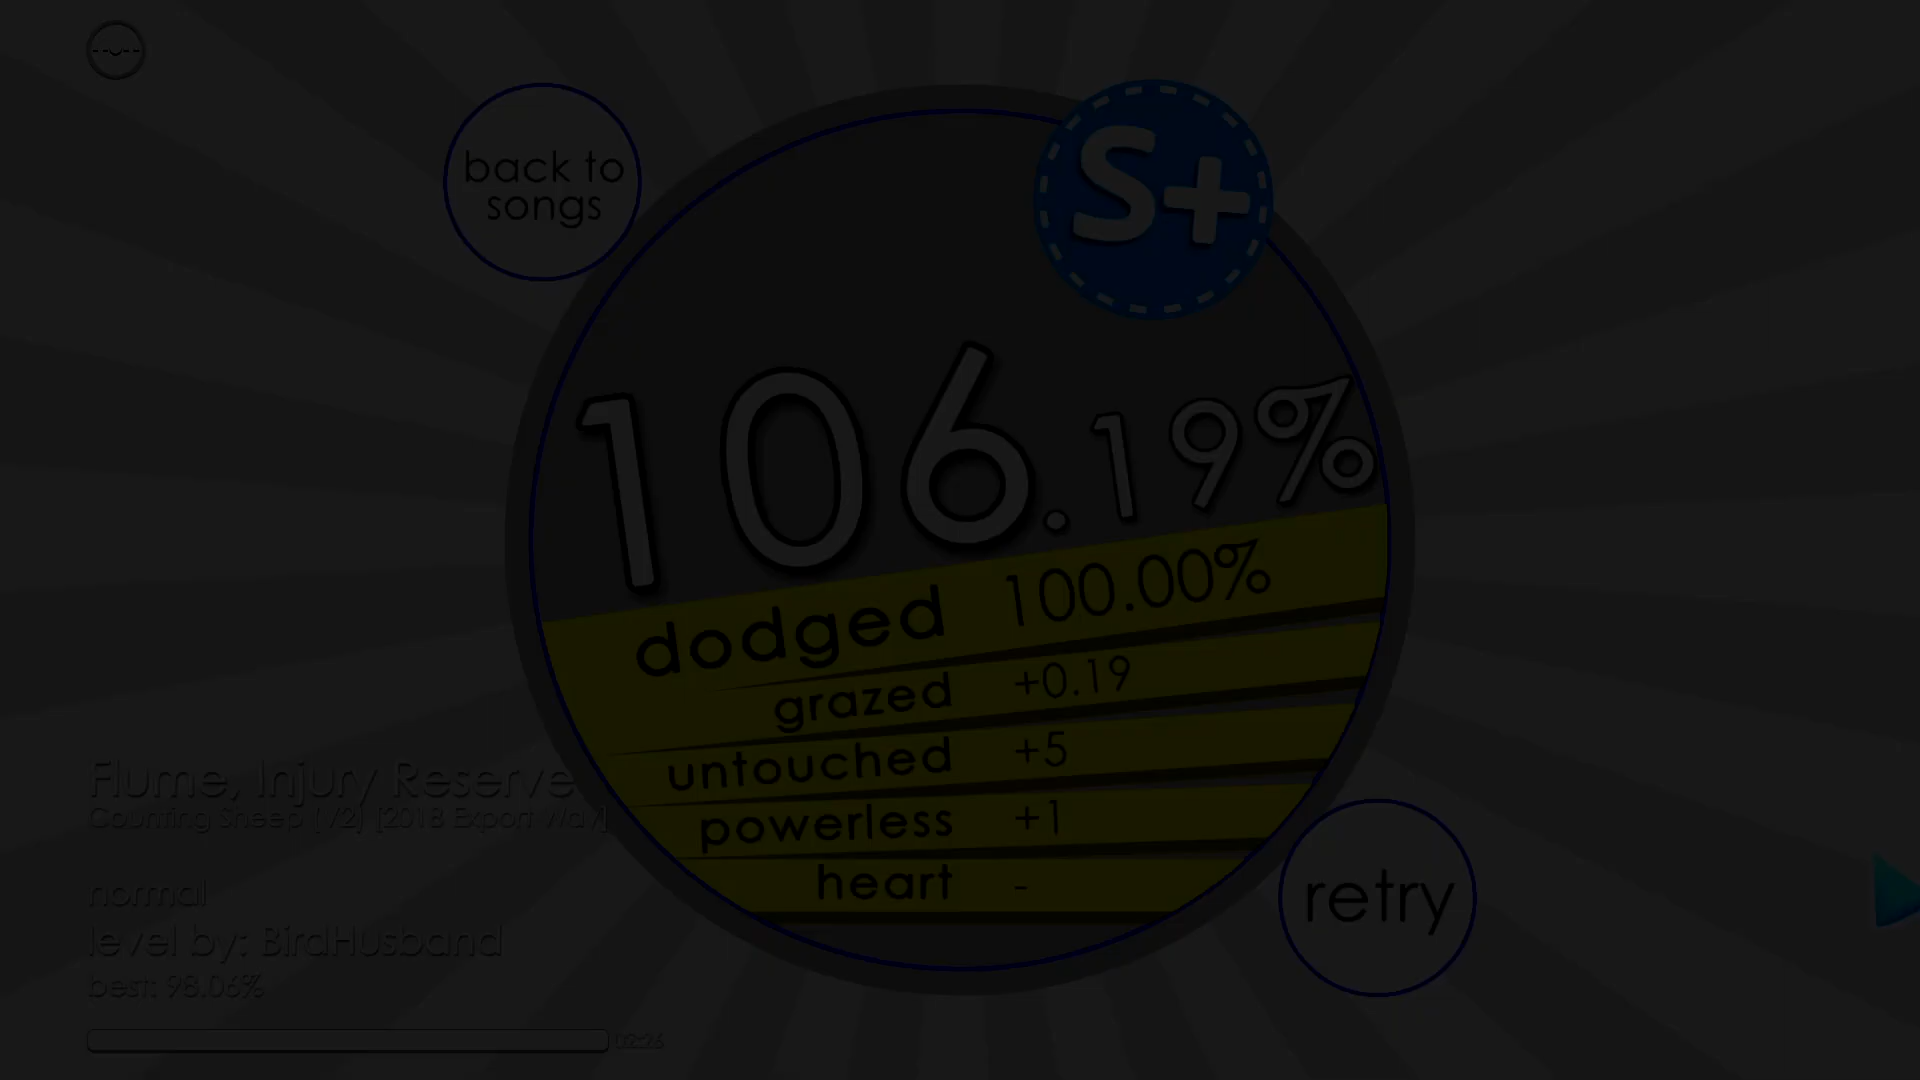 back to
songs
S+
106.19%
dodged 100.00%
grazed +0.19
untouched +5
powerless +1
heart -
Flume, Injury Reserve
Counting Sheep (V2) [2018 Export Wav]
normal
level by: BirdHusband
best: 98.06%
02:26
retry